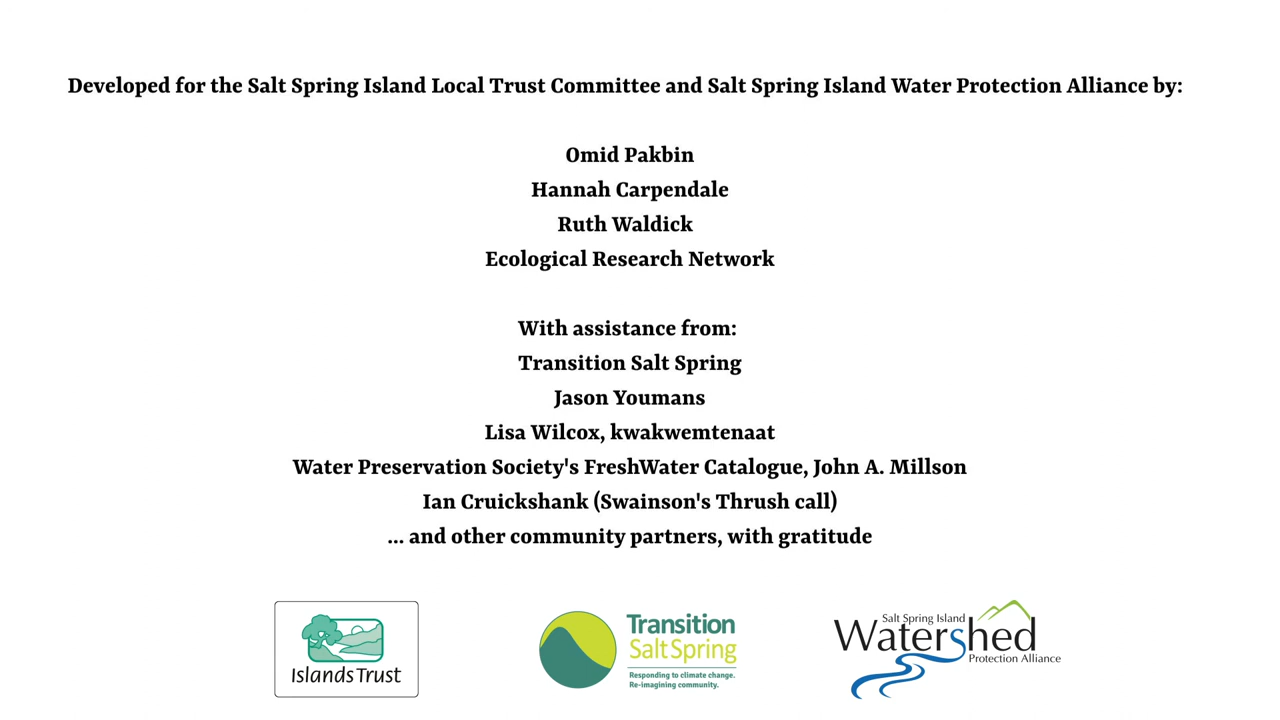 Developed for the Salt Spring Island Local Trust Committee and Salt Spring Island Water Protection Alliance by:
Omid Pakbin
Hannah Carpendale
Ruth Waldick
Ecological Research Network
With assistance from:
Transition Salt Spring
Jason Youmans
Lisa Wilcox, kwakwemtenaat
Water Preservation Society's FreshWater Catalogue, John A. Millson
Ian Cruickshank (Swainson's Thrush call)
... and other community partners, with gratitude
Islands Trust
Transition
Salt Spring
Responding to climate change.
Re-imagining community.
Salt Spring Island
Watershed
Protection Alliance